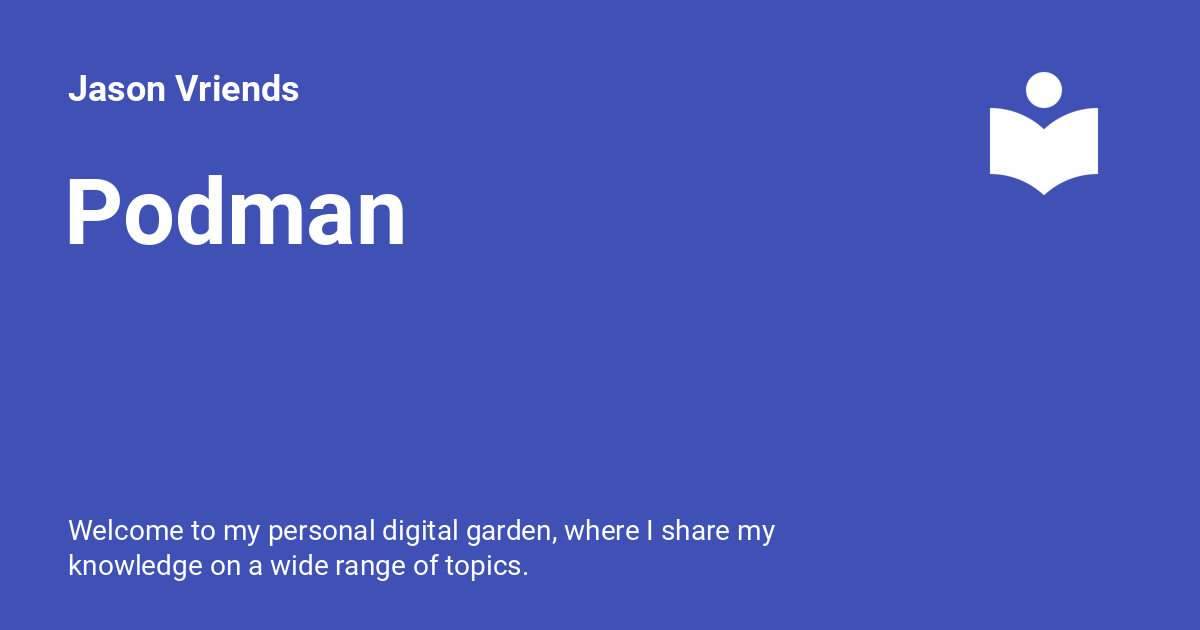 Jason Vriends
Podman
Welcome to my personal digital garden, where I share my
knowledge on a wide range of topics.